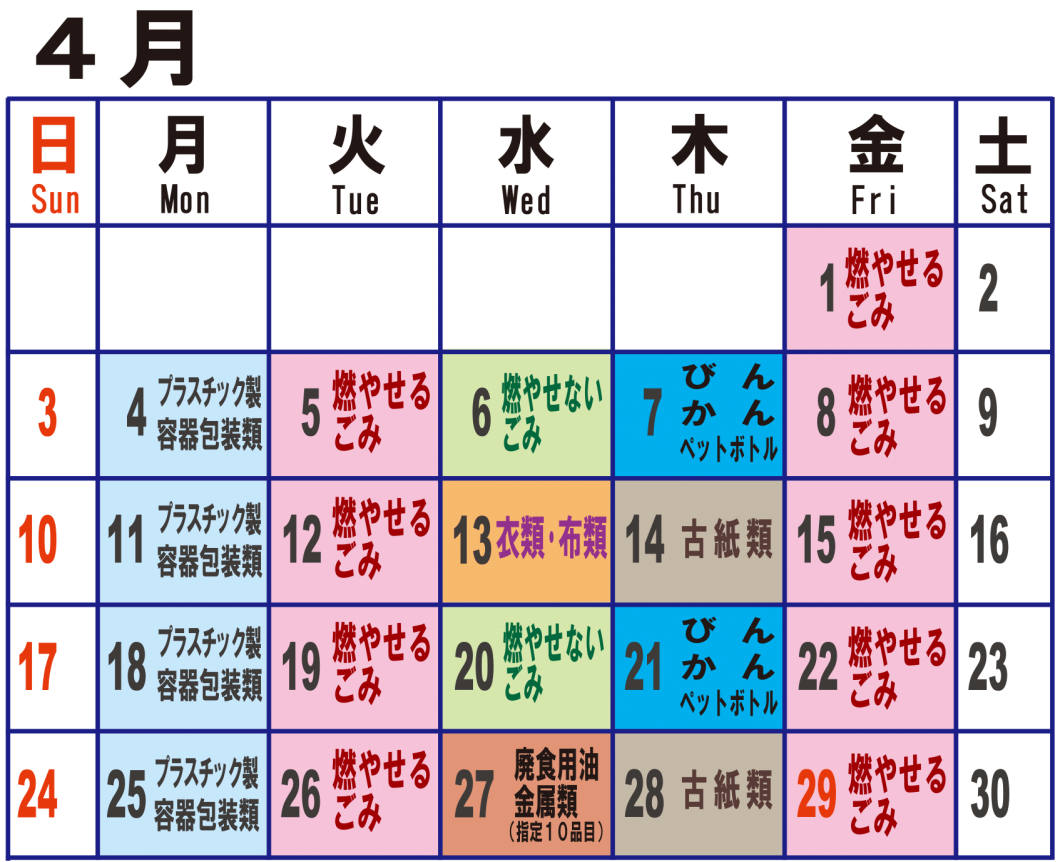 4月
日 月 火 水 木 金 土
Sun Mon Tue Wed Thu Fri Sat
1 燃やせる
ごみ
2
3
4 プラスチック製
容器包装類
5 燃やせる
ごみ
6 燃やせない
ごみ
7 びん
かん
ペットボトル
8 燃やせる
ごみ
9
10
11 プラスチック製
容器包装類
12 燃やせる
ごみ
13 衣類・布類
14 古紙類
15 燃やせる
ごみ
16
17
18 プラスチック製
容器包装類
19 燃やせる
ごみ
20 燃やせない
ごみ
21 びん
かん
ペットボトル
22 燃やせる
ごみ
23
24
25 プラスチック製
容器包装類
26 燃やせる
ごみ
27 廃食用油
金属類
(指定10品目)
28 古紙類
29 燃やせる
ごみ
30